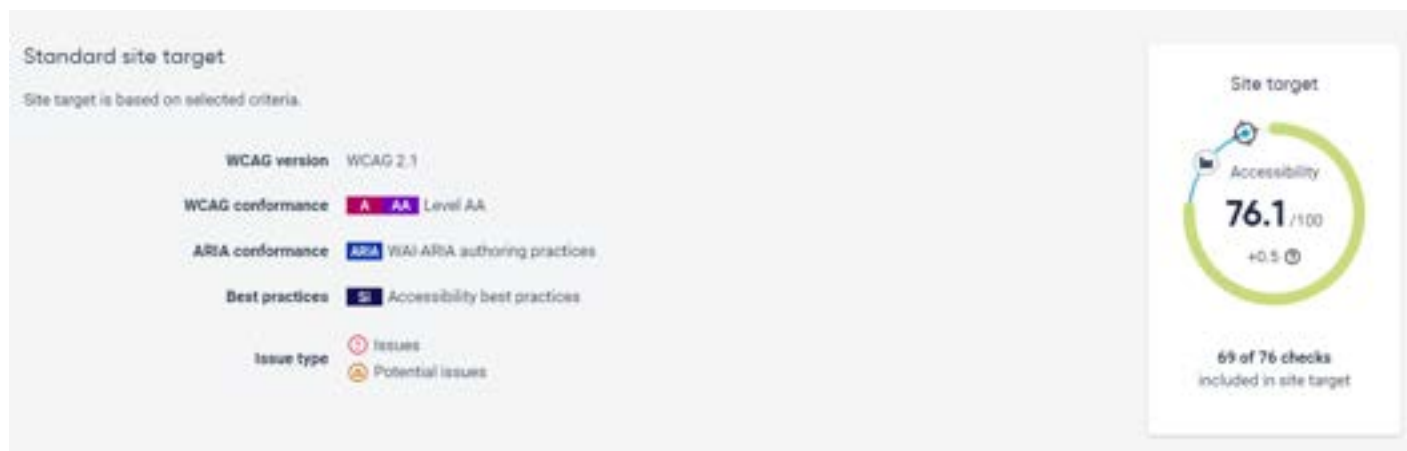 Standard site target
Site target is based on selected criteria.
WCAG version WCAG 2.1
WCAG conformance A AA Level AA
ARIA conformance ARIA WAI-ARIA authoring practices
Best practices Si Accessibility best practices
Issue type Issues
Potential issues
Site target
Accessibility
76.1 /100
+0.5
69 of 76 checks
included in site target